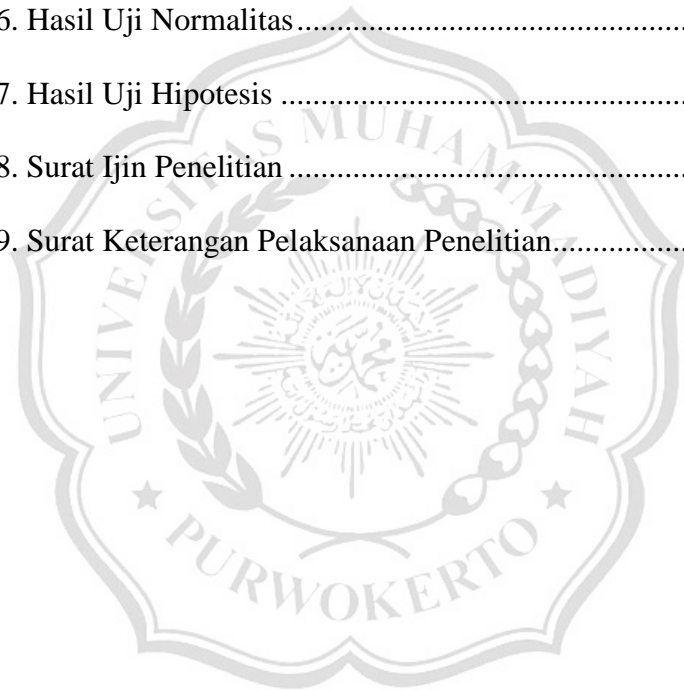 6. Hasil Uji Normalitas....................................................
7. Hasil Uji Hipotesis ......................................................
8. Surat Ijin Penelitian .....................................................
9. Surat Keterangan Pelaksanaan Penelitian.................
UNIVERSITAS MUHAMMADIYAH
PURWOKERTO